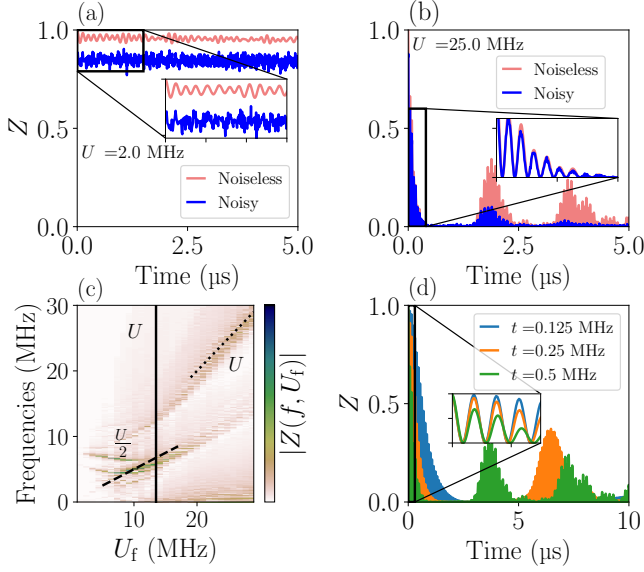 (a)
1.0
0.5
0.0
Z
U =2.0 MHz
Noiseless
Noisy
0.0
2.5
5.0
Time (µs)
(b)
U =25.0 MHz
1.0
0.5
0.0
Noiseless
Noisy
0.0
2.5
5.0
Time (µs)
(c)
30
20
10
0
Frequencies (MHz)
U
U
U/2
10
20
U_f (MHz)
|Z(f, U_f)|
(d)
1.0
0.5
0.0
Z
t =0.125 MHz
t =0.25 MHz
t =0.5 MHz
0
5
10
Time (µs)